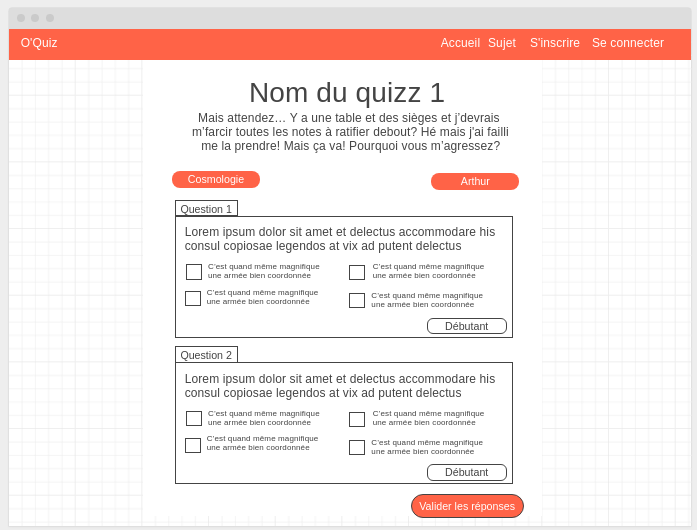 O'Quiz Accueil Sujet S'inscrire Se connecter
Nom du quizz 1
Mais attendez… Y a une table et des sièges et j’devrais
m’farcir toutes les notes à ratifier debout? Hé mais j'ai failli
me la prendre! Mais ça va! Pourquoi vous m’agressez?
Cosmologie Arthur
Question 1
Lorem ipsum dolor sit amet et delectus accommodare his
consul copiosae legendos at vix ad putent delectus
C’est quand même magnifique
une armée bien coordonnée
C’est quand même magnifique
une armée bien coordonnée
C’est quand même magnifique
une armée bien coordonnée
C’est quand même magnifique
une armée bien coordonnée
Débutant
Question 2
Lorem ipsum dolor sit amet et delectus accommodare his
consul copiosae legendos at vix ad putent delectus
C’est quand même magnifique
une armée bien coordonnée
C’est quand même magnifique
une armée bien coordonnée
C’est quand même magnifique
une armée bien coordonnée
C’est quand même magnifique
une armée bien coordonnée
Débutant
Valider les réponses